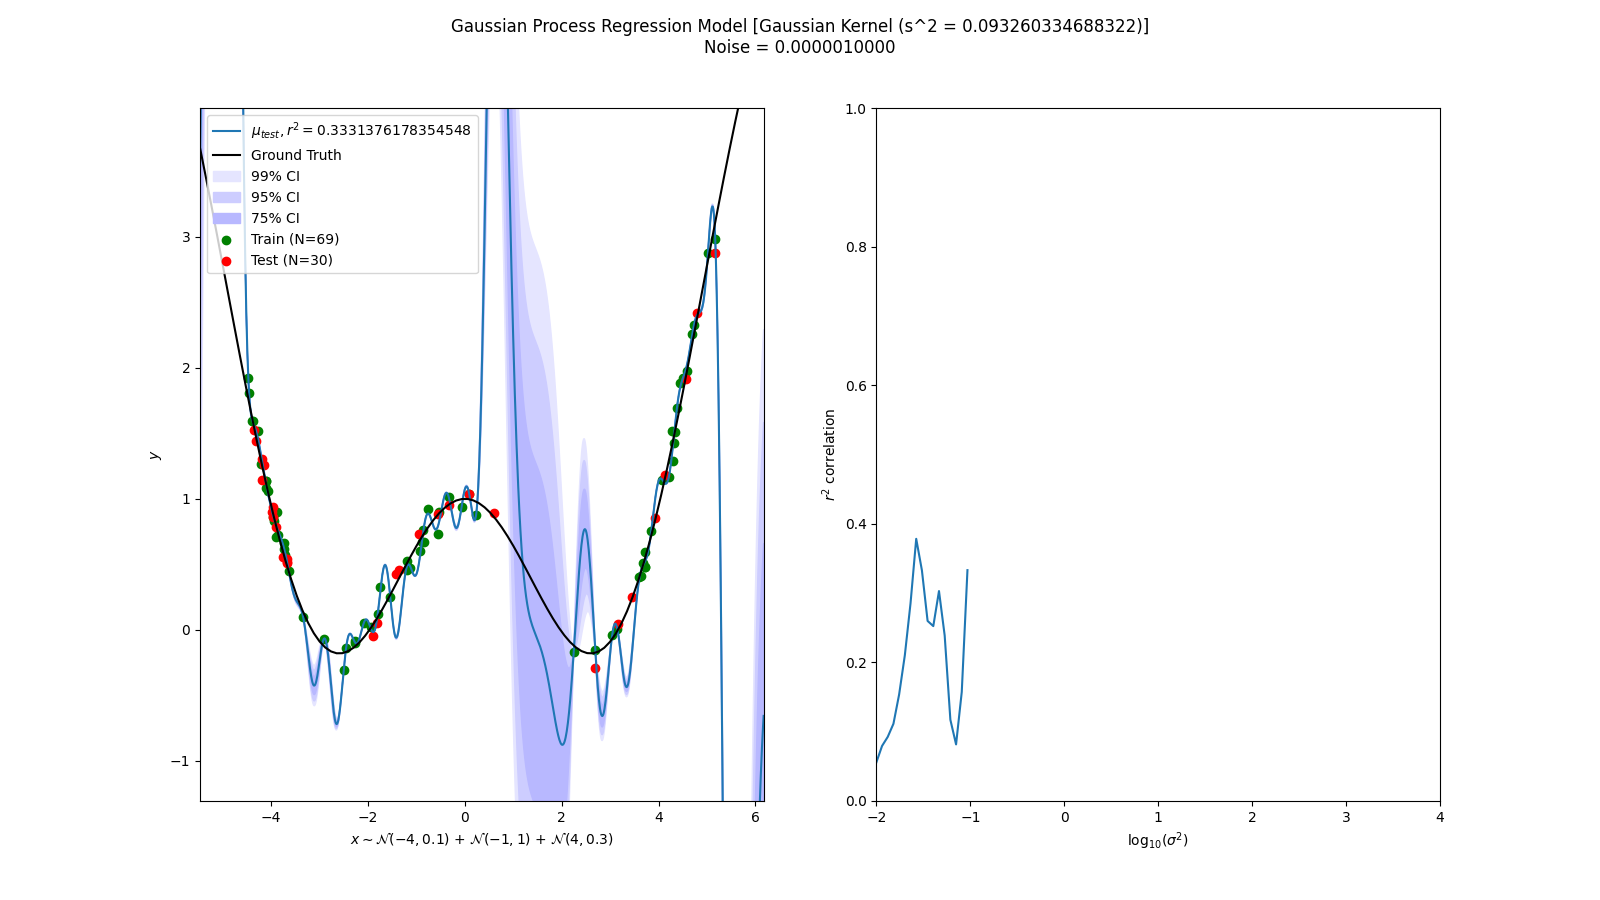 Gaussian Process Regression Model [Gaussian Kernel (s^2 = 0.093260334688322)]
Noise = 0.0000010000
μ_test, r² = 0.3331376178354548
Ground Truth
99% CI
95% CI
75% CI
Train (N=69)
Test (N=30)
y
3
2
1
0
−1
−4 −2 0 2 4 6
x ~ 𝒩(−4, 0.1) + 𝒩(−1, 1) + 𝒩(4, 0.3)
r² correlation
1.0
0.8
0.6
0.4
0.2
0.0
−2 −1 0 1 2 3 4
log₁₀(σ²)